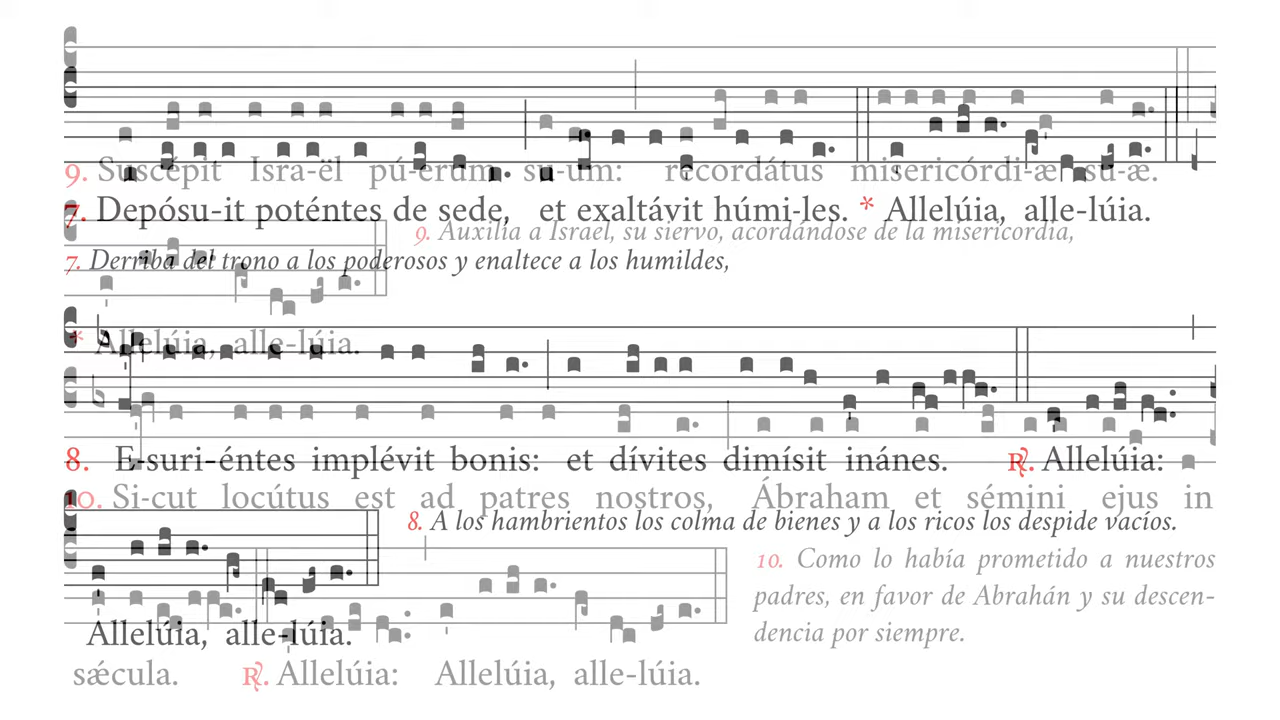 9. Suscépit Isra-ël pú-erum su-um: recordátus misericórdi-æ su-æ.
7. Depósu-it poténtes de sede, et exaltávit húmi-les. * Allelúia, alle-lúia.
9. Auxilia a Israel, su siervo, acordándose de la misericordia,
7. Derriba del trono a los poderosos y enaltece a los humildes,
* Allelúia, alle-lúia.
8. E-suri-éntes implévit bonis: et dívites dimísit inánes. ℟. Allelúia:
10. Si-cut locútus est ad patres nostros, Ábraham et sémini ejus in
8. A los hambrientos los colma de bienes y a los ricos los despide vacíos.
10. Como lo había prometido a nuestros
padres, en favor de Abrahán y su descen-
dencia por siempre.
Allelúia, alle-lúia.
sǽcula. ℟. Allelúia: Allelúia, alle-lúia.